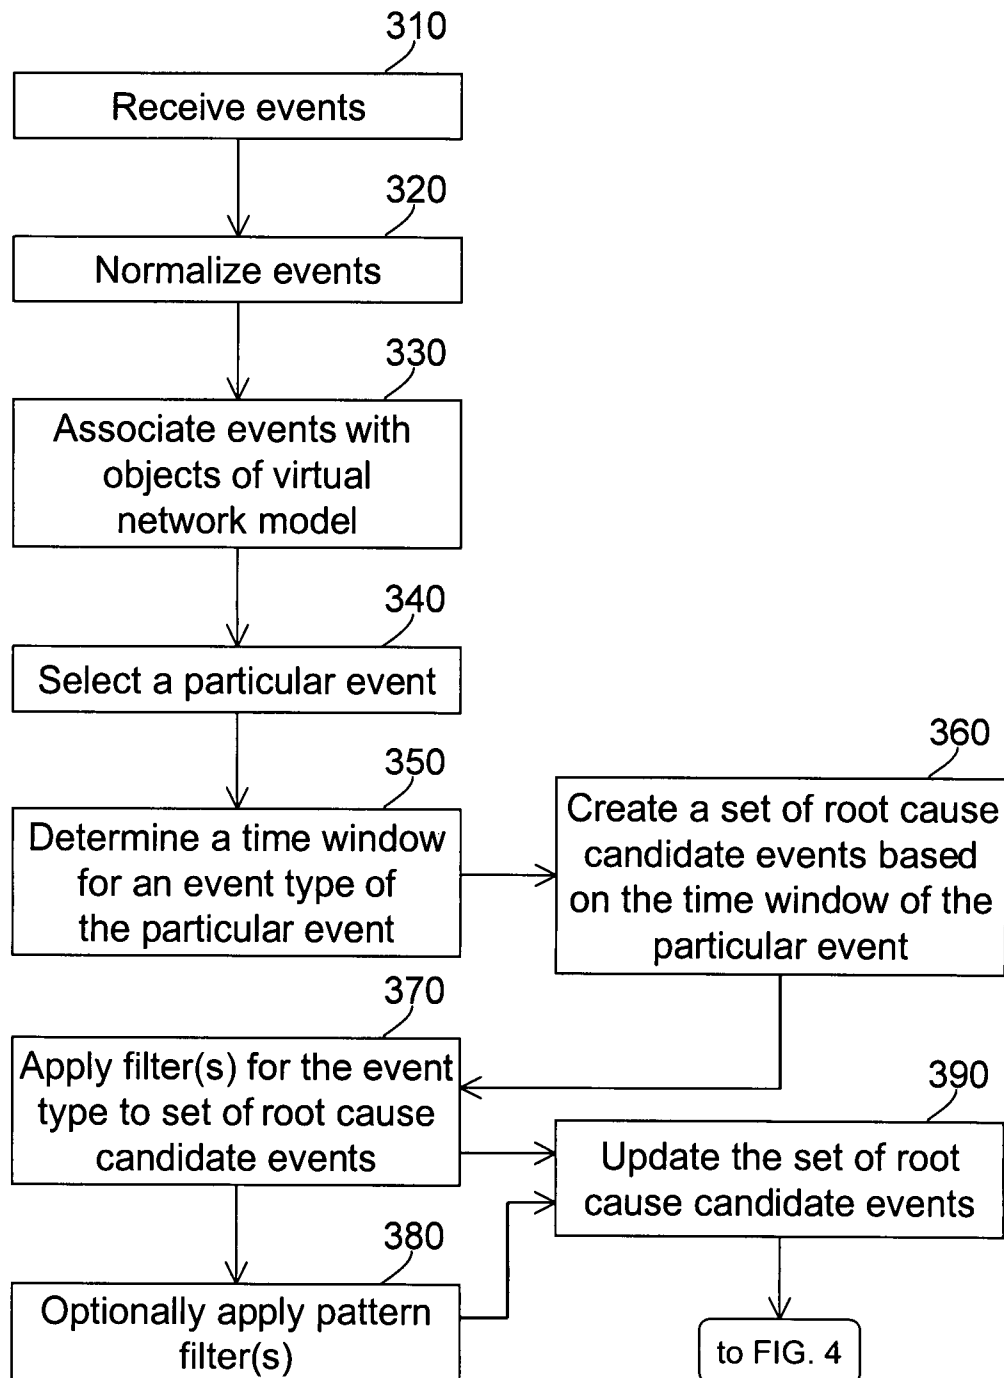 310
Receive events
320
Normalize events
330
Associate events with
objects of virtual
network model
340
Select a particular event
350
Determine a time window
for an event type of
the particular event
360
Create a set of root cause
candidate events based
on the time window of the
particular event
370
Apply filter(s) for the event
type to set of root cause
candidate events
380
Optionally apply pattern
filter(s)
390
Update the set of root
cause candidate events
to FIG. 4